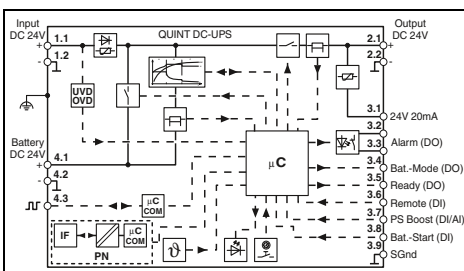 Input
DC 24V
+ 1.1
1.2
-
QUINT DC-UPS
Output
DC 24V
2.1 +
2.2
-
UVD
OVD
3.1 24V 20mA
3.2
Alarm (DO)
3.3
3.4 Bat.-Mode (DO)
3.5 Ready (DO)
3.6 Remote (DI)
3.7 PS Boost (DI/AI)
3.8 Bat.-Start (DI)
3.9 SGnd
µC
Battery
DC 24V
+ 4.1
4.2
-
4.3
µC
COM
IF
µC
COM
PN
ϑ